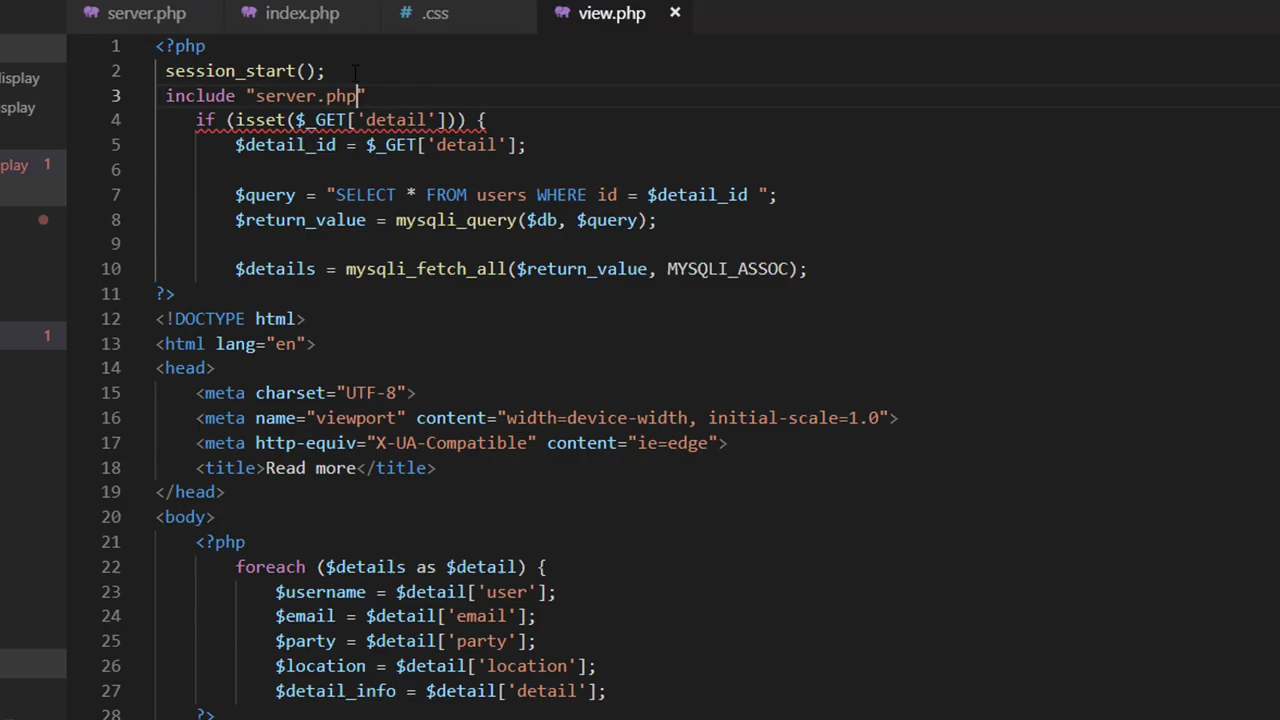 server.php index.php # .css view.php ×
1 <?php
display 2 session_start();
3 include "server.php"
splay 4 if (isset($_GET['detail'])) {
5 $detail_id = $_GET['detail'];
play 1 6
7 $query = "SELECT * FROM users WHERE id = $detail_id ";
8 $return_value = mysqli_query($db, $query);
9
10 $details = mysqli_fetch_all($return_value, MYSQLI_ASSOC);
11 ?>
12 <!DOCTYPE html>
1 13 <html lang="en">
14 <head>
15 <meta charset="UTF-8">
16 <meta name="viewport" content="width=device-width, initial-scale=1.0">
17 <meta http-equiv="X-UA-Compatible" content="ie=edge">
18 <title>Read more</title>
19 </head>
20 <body>
21 <?php
22 foreach ($details as $detail) {
23 $username = $detail['user'];
24 $email = $detail['email'];
25 $party = $detail['party'];
26 $location = $detail['location'];
27 $detail_info = $detail['detail'];
28 ?>